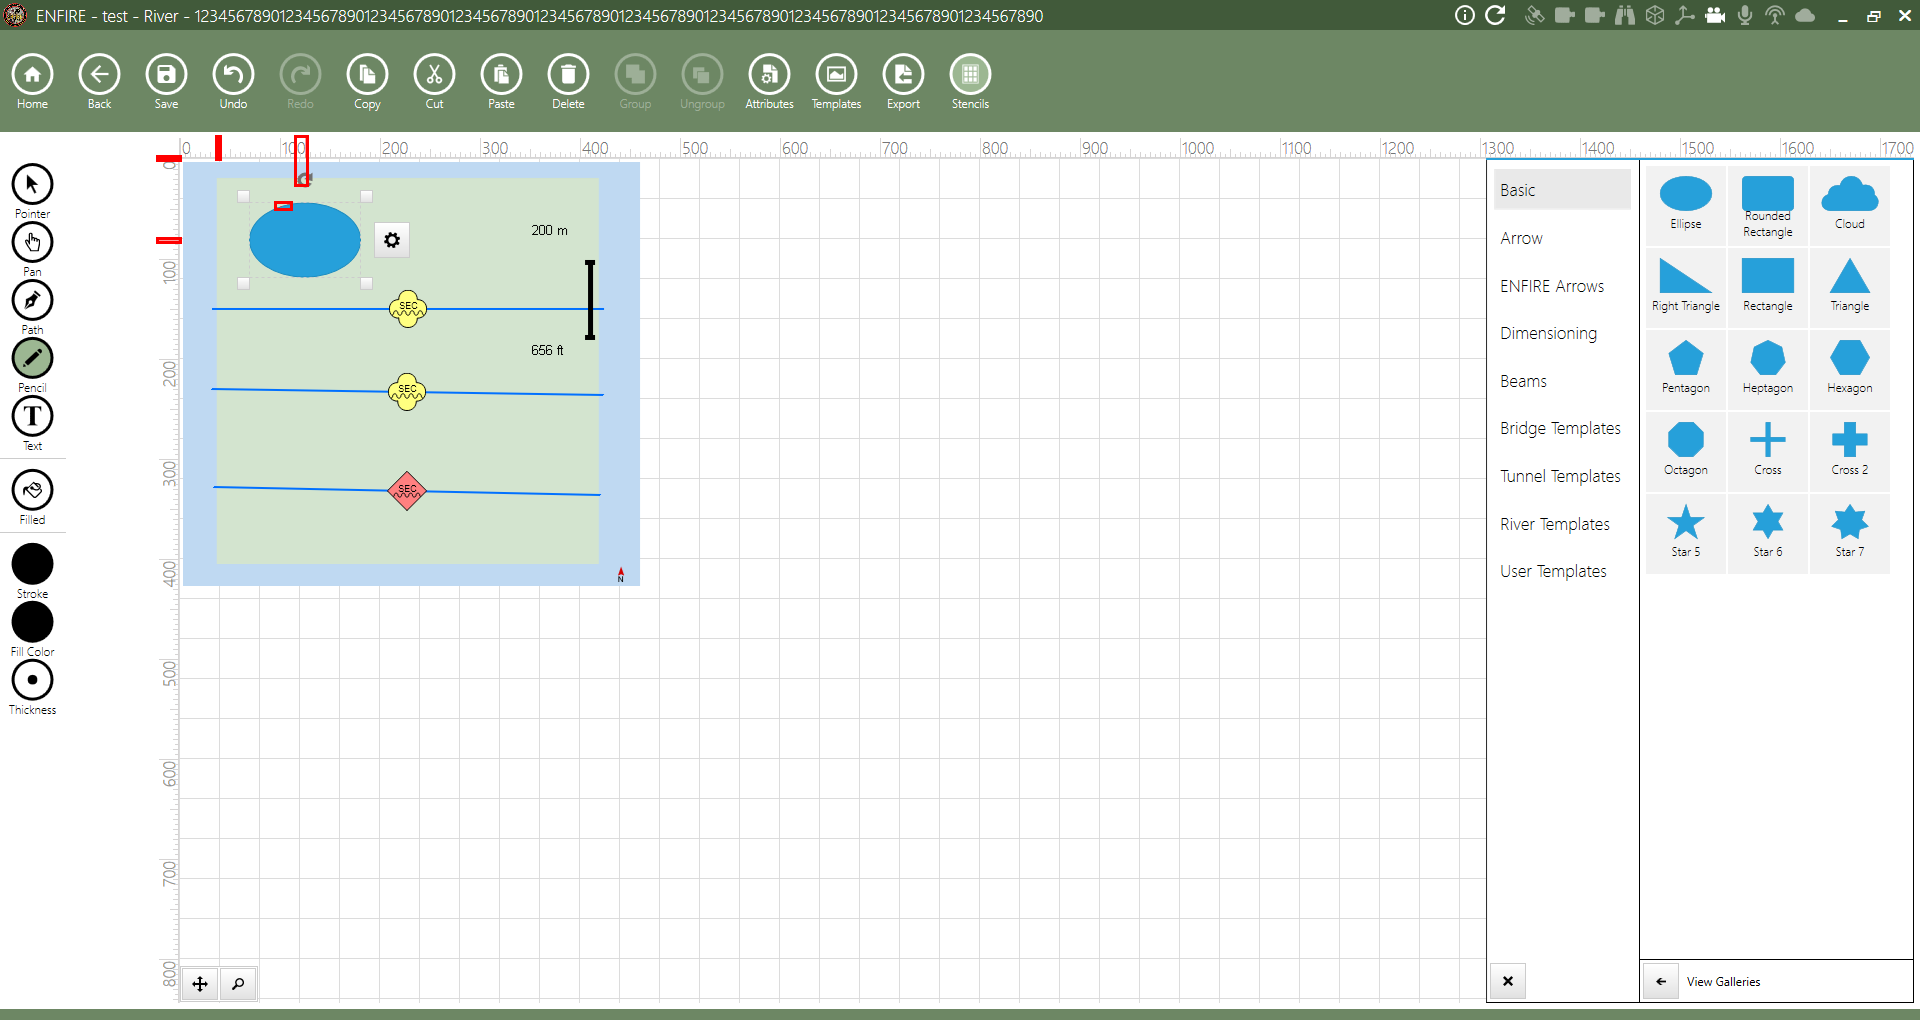 ENFIRE - test - River - 1234567890123456789012345678901234567890123456789012345678901234567890123456789012345678901234567890
Home Back Save Undo Redo Copy Cut Paste Delete Group Ungroup Attributes Templates Export Stencils
0 100 200 300 400 500 600 700 800 900 1000 1100 1200 1300 1400 1500 1600 1700
Pointer
Pan
Path
Pencil
T
Text
Filled
Stroke
Fill Color
Thickness
0
100
200
300
400
500
600
700
800
200 m
SEC
656 ft
SEC
SEC
N
Basic
Arrow
ENFIRE Arrows
Dimensioning
Beams
Bridge Templates
Tunnel Templates
River Templates
User Templates
Ellipse
Rounded
Rectangle
Cloud
Right Triangle
Rectangle
Triangle
Pentagon
Heptagon
Hexagon
Octagon
Cross
Cross 2
Star 5
Star 6
Star 7
View Galleries